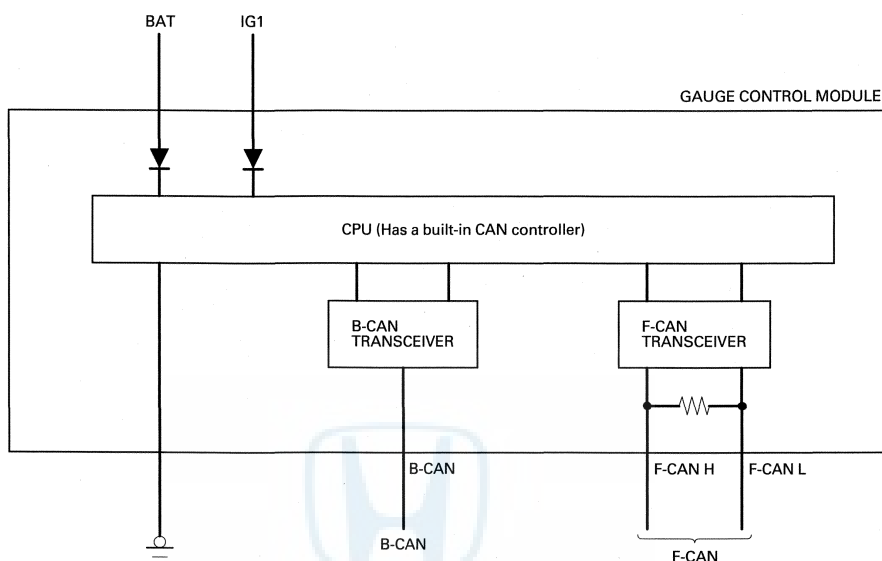 BAT
IG1
GAUGE CONTROL MODULE
CPU (Has a built-in CAN controller)
B-CAN
TRANSCEIVER
F-CAN
TRANSCEIVER
B-CAN
F-CAN H
F-CAN L
B-CAN
F-CAN